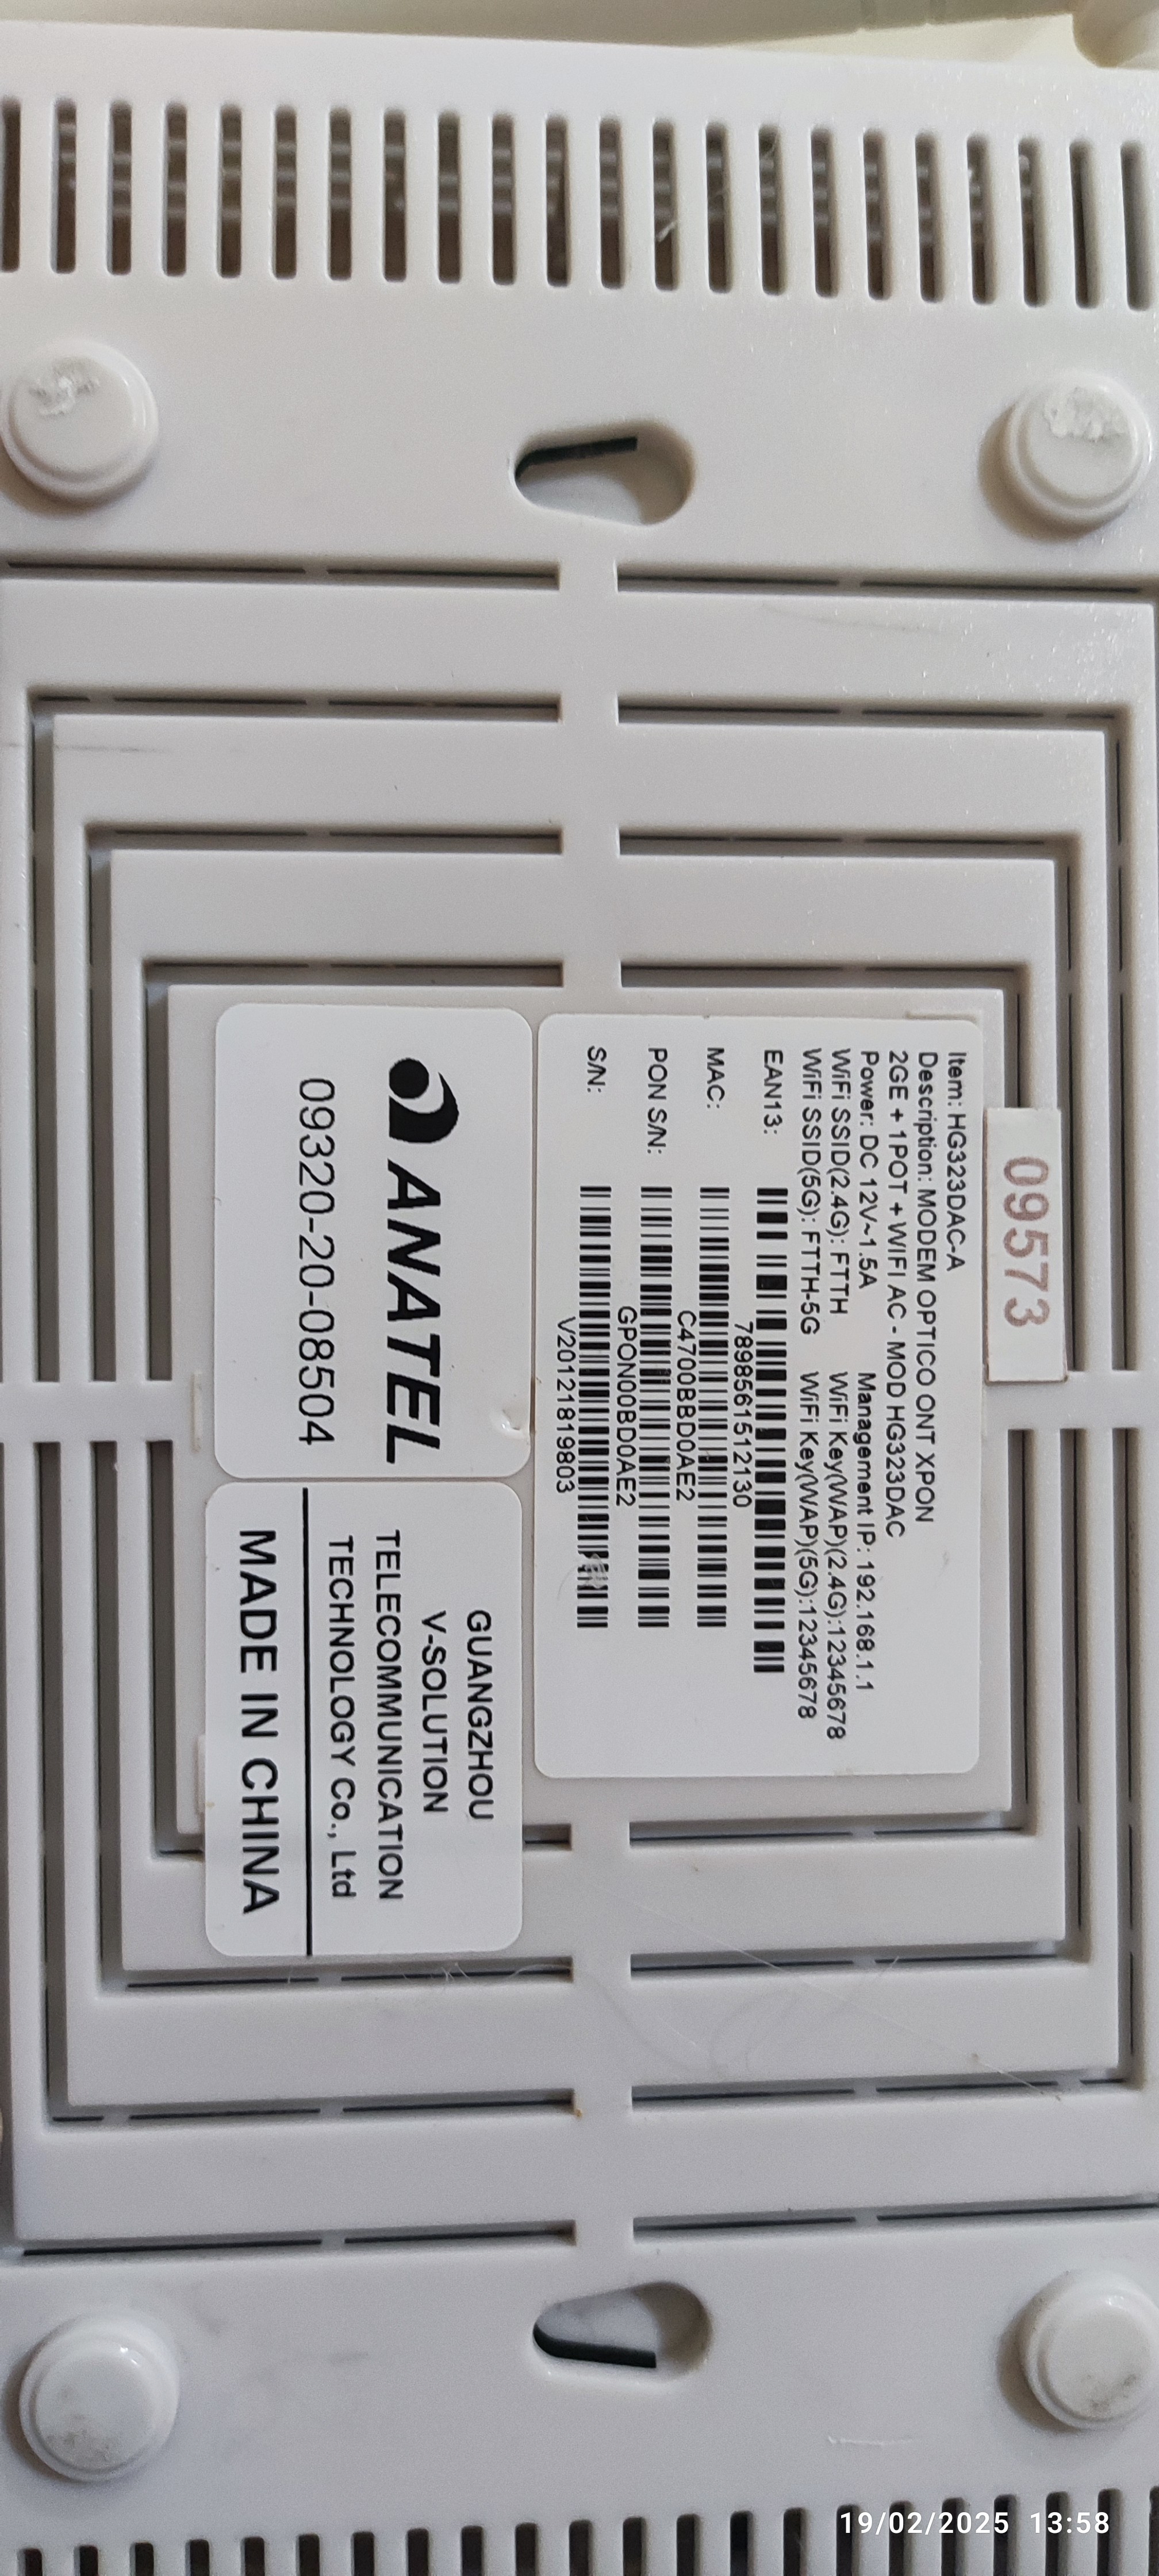 09573
Item: HG323DAC-A
Description: MODEM OPTICO ONT XPON
2GE + 1POT + WIFI AC - MOD HG323DAC
Power: DC 12V~1.5A Management IP: 192.168.1.1
WiFi SSID(2.4G): FTTH WiFi Key(WAP)(2.4G):12345678
WiFi SSID(5G): FTTH-5G WiFi Key(WAP)(5G):12345678
EAN13:
7898561512130
MAC:
C4700BBD0AE2
PON S/N:
GPON00BD0AE2
S/N:
V20121819803
ANATEL
09320-20-08504
GUANGZHOU
V-SOLUTION
TELECOMMUNICATION
TECHNOLOGY Co., Ltd
MADE IN CHINA
19/02/2025 13:58